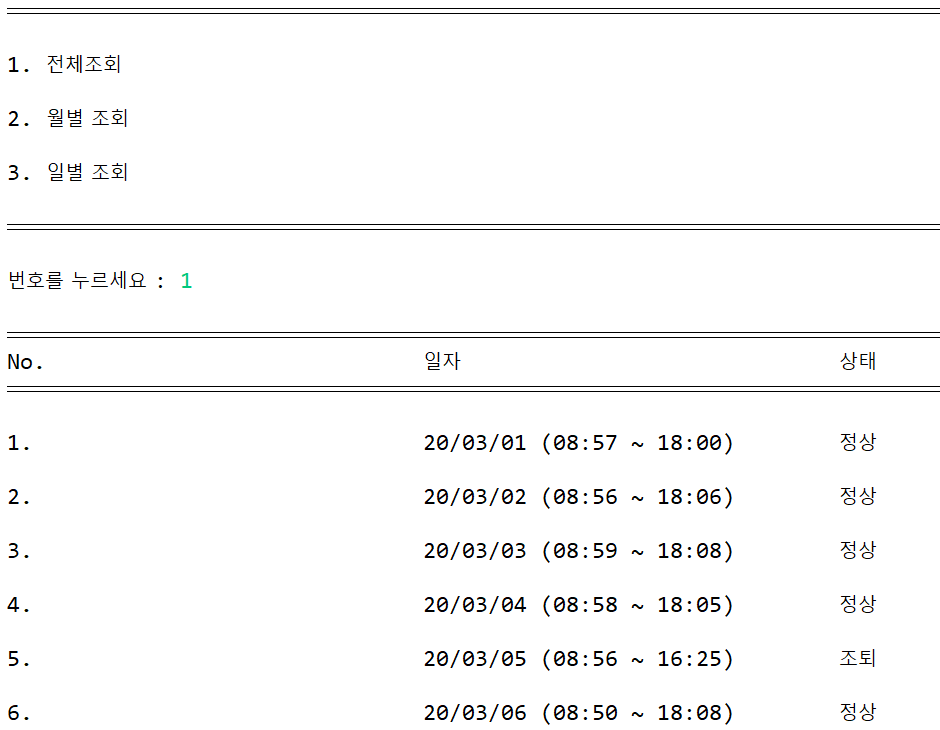 1. 전체조회
2. 월별 조회
3. 일별 조회
번호를 누르세요 : 1
No. 일자 상태
1. 20/03/01 (08:57 ~ 18:00) 정상
2. 20/03/02 (08:56 ~ 18:06) 정상
3. 20/03/03 (08:59 ~ 18:08) 정상
4. 20/03/04 (08:58 ~ 18:05) 정상
5. 20/03/05 (08:56 ~ 16:25) 조퇴
6. 20/03/06 (08:50 ~ 18:08) 정상